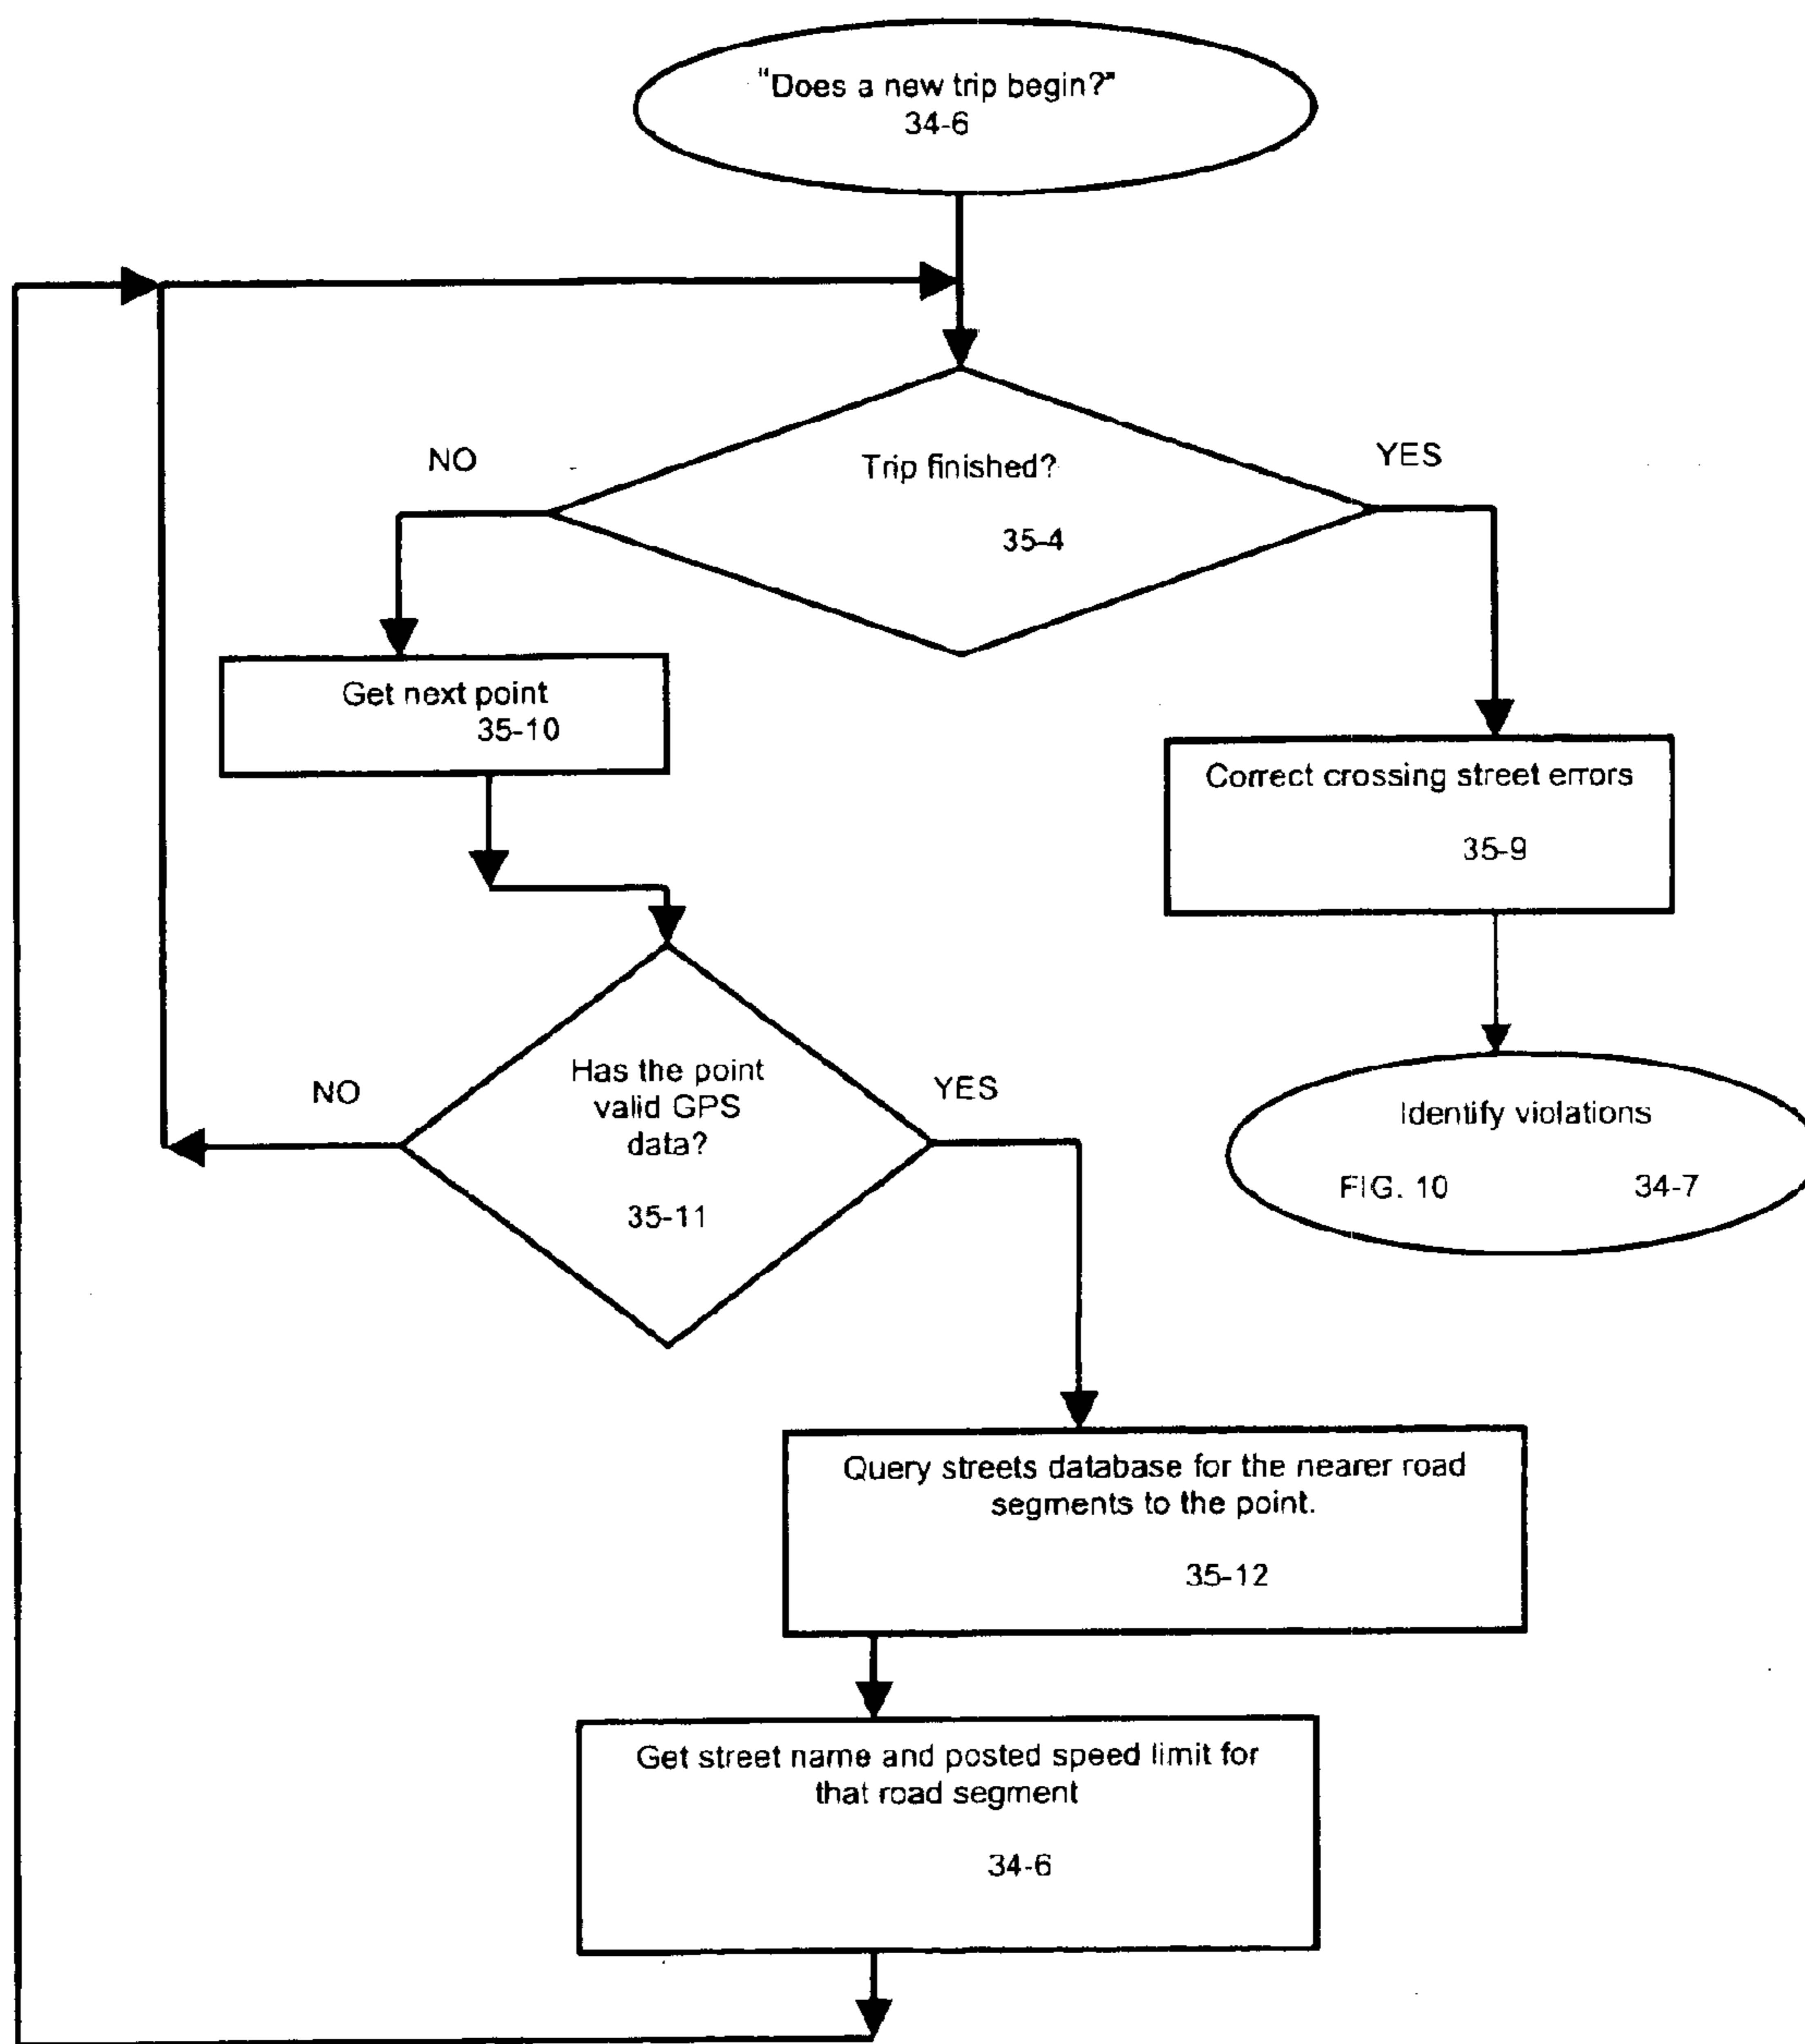 "Does a new trip begin?"
34-6
NO
YES
Trip finished?
35-4
Get next point
35-10
Correct crossing street errors
35-9
NO
YES
Has the point
valid GPS
data?
35-11
Identify violations
FIG. 10 34-7
Query streets database for the nearer road
segments to the point.
35-12
Get street name and posted speed limit for
that road segment
34-6